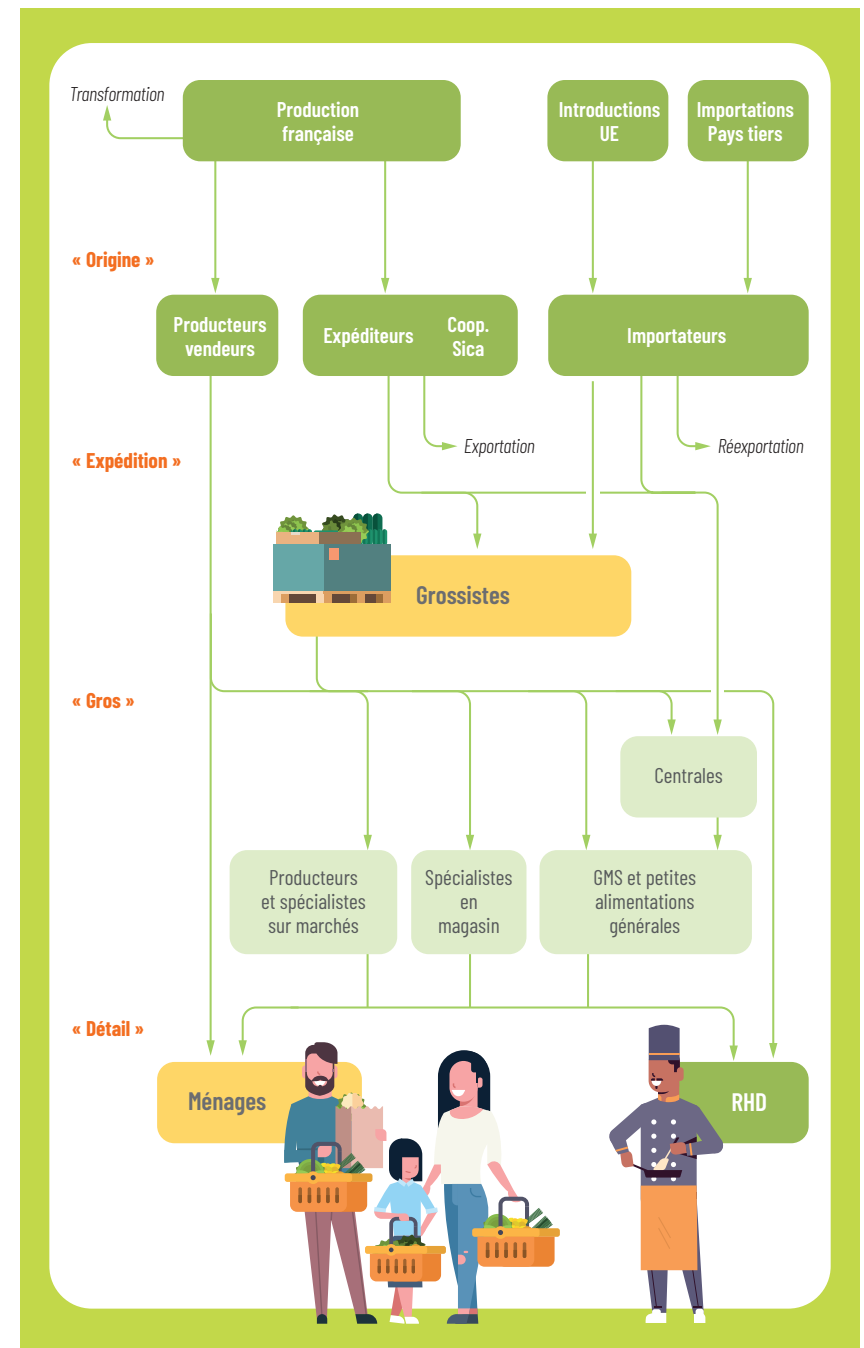 Transformation
Production
française
Introductions
UE
Importations
Pays tiers
« Origine »
Producteurs
vendeurs
Expéditeurs
Coop.
Sica
Importateurs
Exportation
Réexportation
« Expédition »
Grossistes
« Gros »
Centrales
Producteurs
et spécialistes
sur marchés
Spécialistes
en
magasin
GMS et petites
alimentations
générales
« Détail »
Ménages
RHD